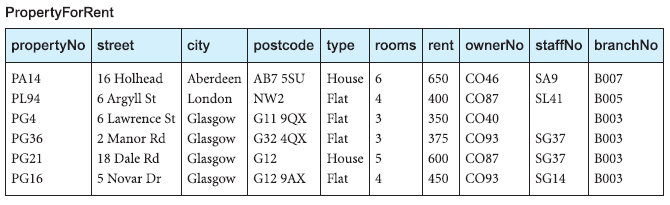 PropertyForRent
propertyNo street city postcode type rooms rent ownerNo staffNo branchNo
PA14 16 Holhead Aberdeen AB7 5SU House 6 650 CO46 SA9 B007
PL94 6 Argyll St London NW2 Flat 4 400 CO87 SL41 B005
PG4 6 Lawrence St Glasgow G11 9QX Flat 3 350 CO40 B003
PG36 2 Manor Rd Glasgow G32 4QX Flat 3 375 CO93 SG37 B003
PG21 18 Dale Rd Glasgow G12 House 5 600 CO87 SG37 B003
PG16 5 Novar Dr Glasgow G12 9AX Flat 4 450 CO93 SG14 B003